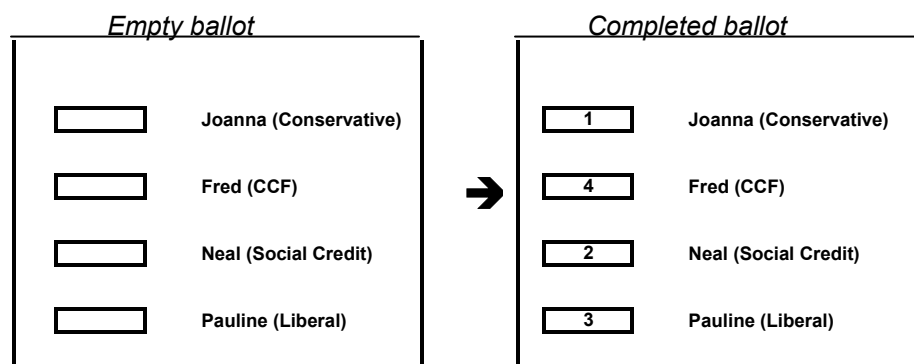 Empty ballot
Joanna (Conservative)
Fred (CCF)
Neal (Social Credit)
Pauline (Liberal)
Completed ballot
1 Joanna (Conservative)
4 Fred (CCF)
2 Neal (Social Credit)
3 Pauline (Liberal)